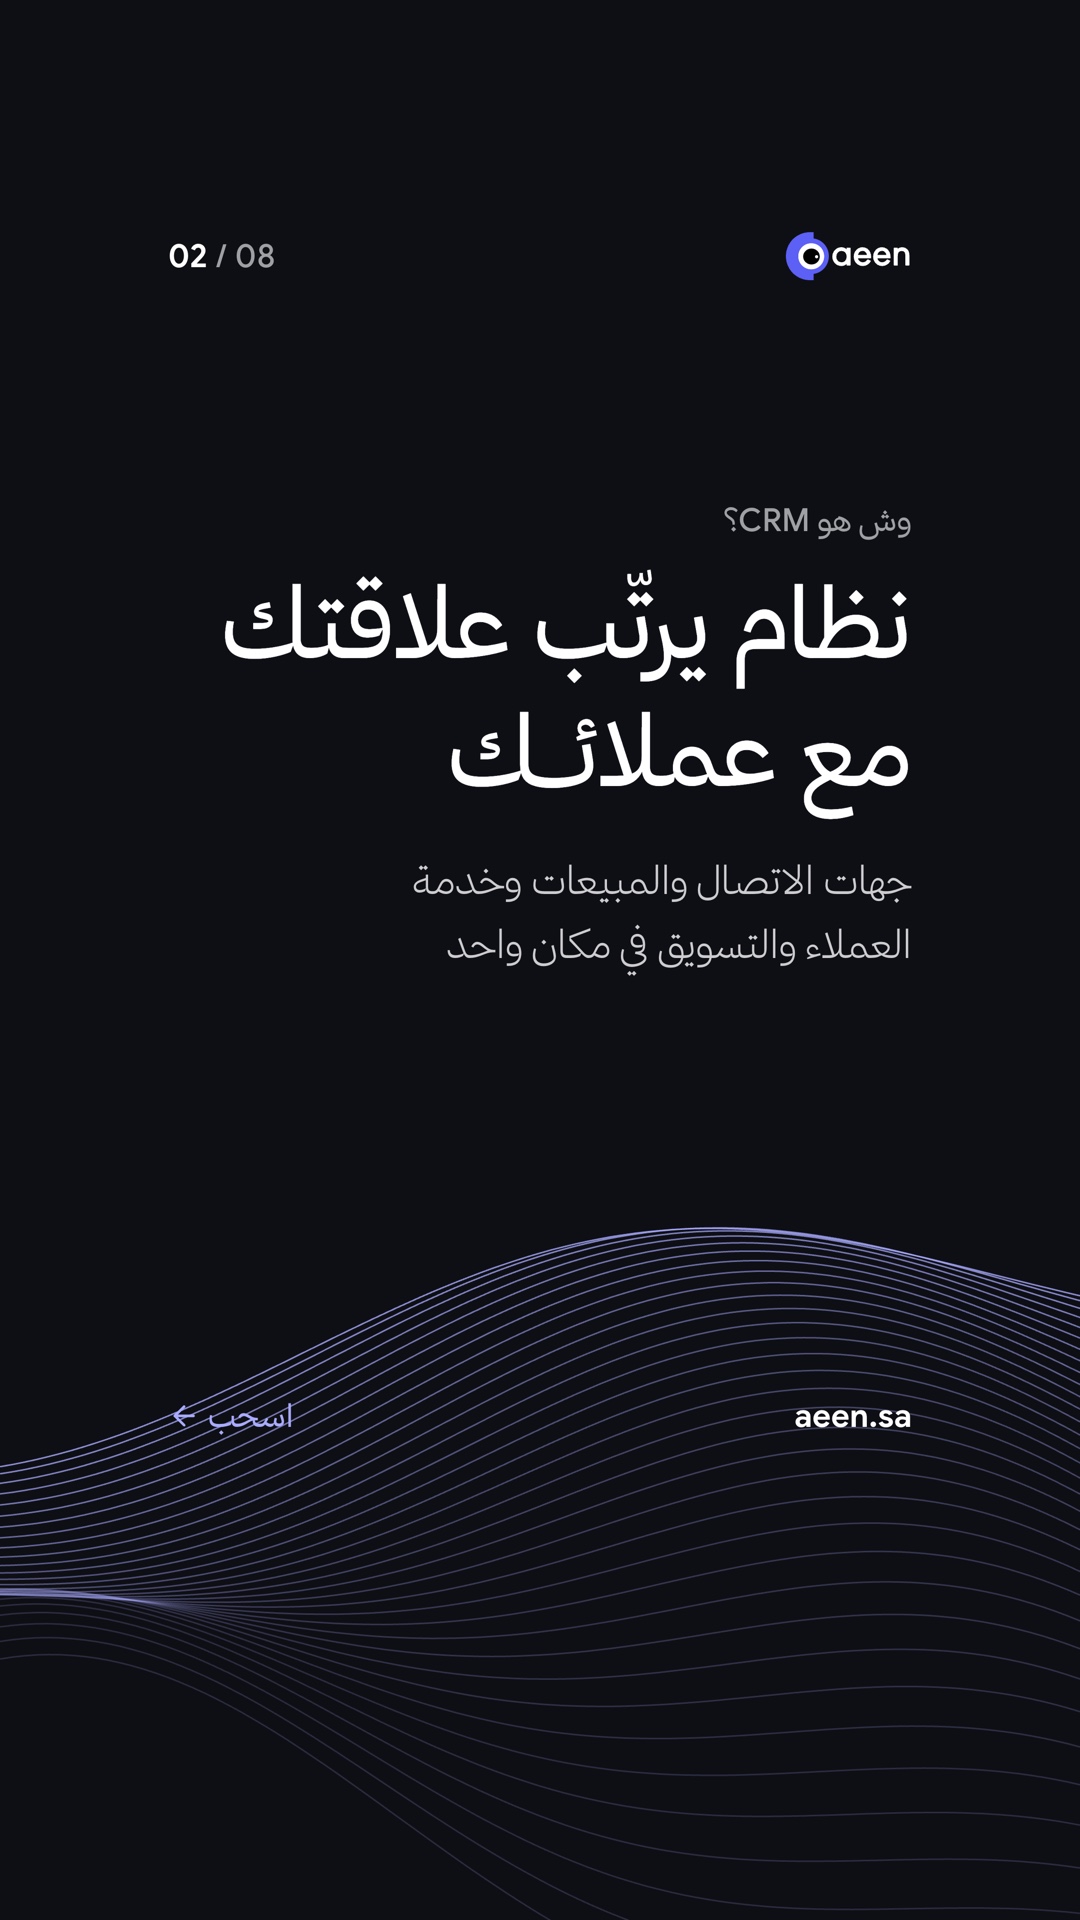 aeen
02 / 08
وش هو CRM؟
نظام يرتّب علاقتك
مع عملائـك
جهات الاتصال والمبيعات وخدمة
العملاء والتسويق في مكان واحد
aeen.sa
اسحب ←